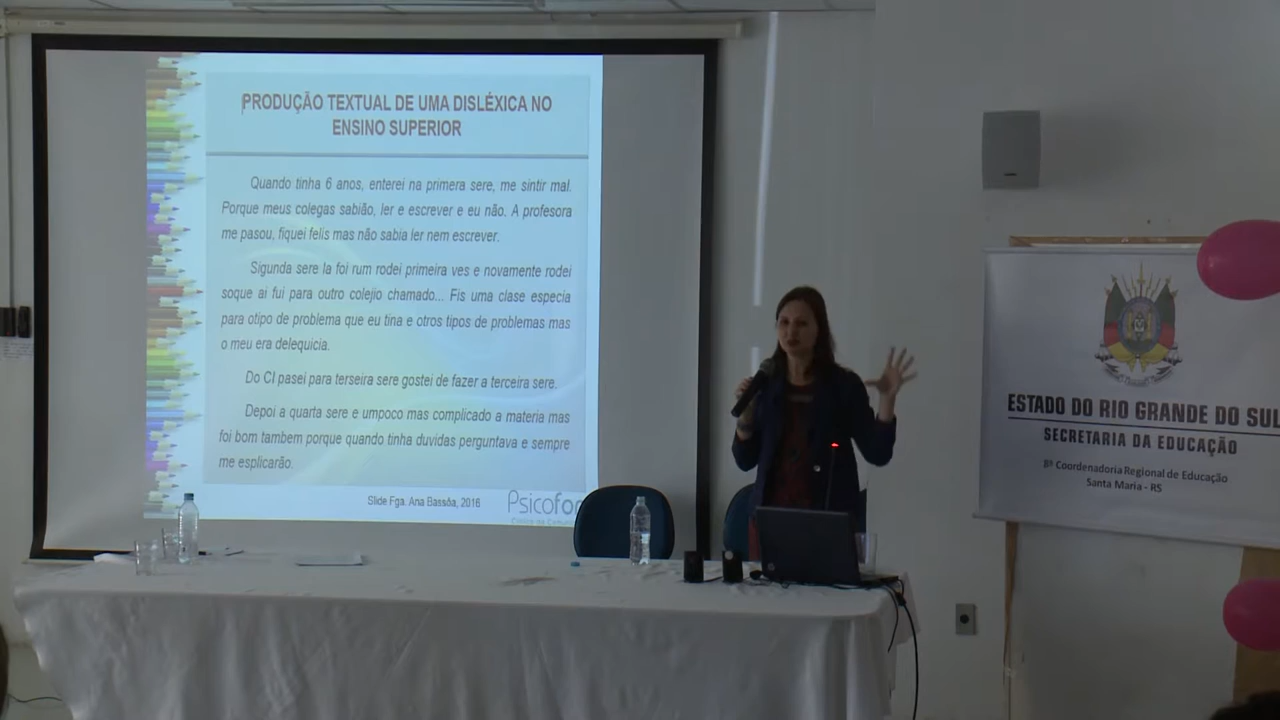 PRODUÇÃO TEXTUAL DE UMA DISLÉXICA NO
ENSINO SUPERIOR
Quando tinha 6 anos, enterei na primera sere, me sintir mal.
Porque meus colegas sabião, ler e escrever e eu não. A profesora
me pasou, fiquei felis mas não sabia ler nem escrever.
Sigunda sere la foi rum rodei primeira ves e novamente rodei
soque ai fui para outro colejio chamado... Fis uma clase especia
para otipo de problema que eu tina e otros tipos de problemas mas
o meu era delequicia.
Do CI pasei para terseira sere gostei de fazer a terceira sere.
Depoi a quarta sere e umpoco mas complicado a materia mas
foi bom tambem porque quando tinha duvidas perguntava e sempre
me esplicarão.
Slide Fga. Ana Bassôa, 2016
Psicofor
ESTADO DO RIO GRANDE DO SUL
SECRETARIA DA EDUCAÇÃO
8ª Coordenadoria Regional de Educação
Santa Maria - RS